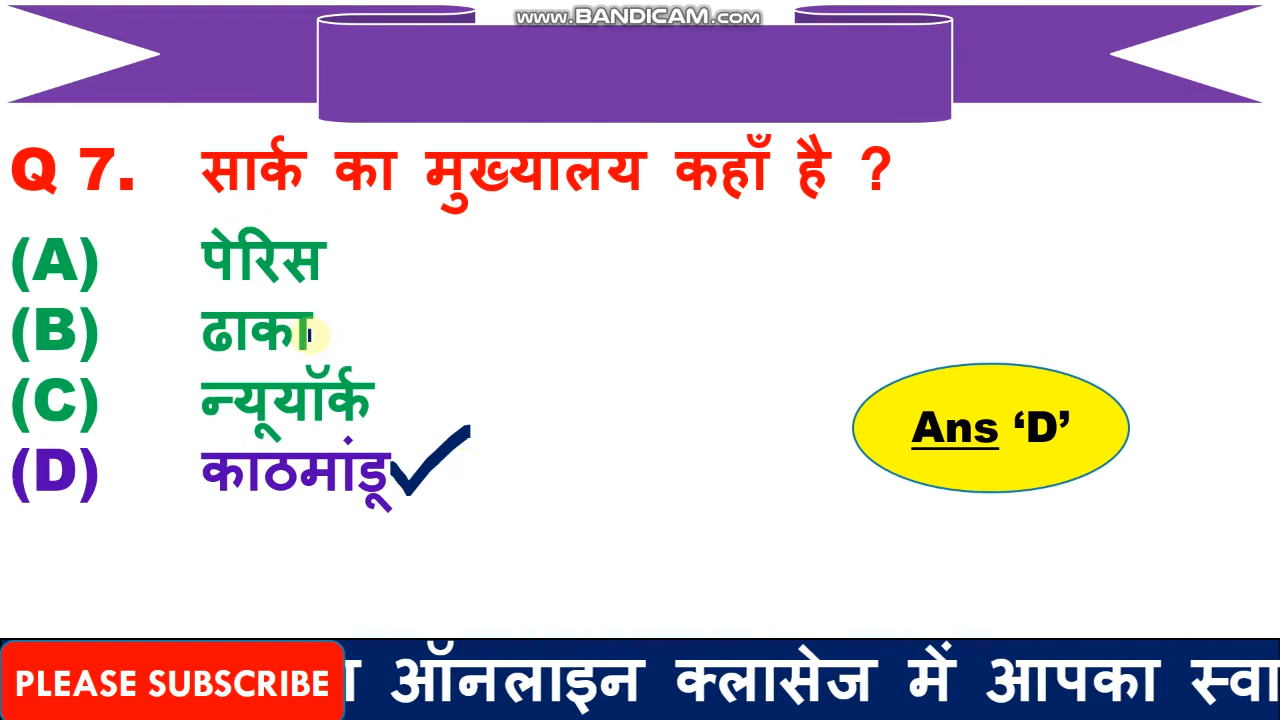 www.BANDICAM.com
Q 7. सार्क का मुख्यालय कहाँ है ?
(A) पेरिस
(B) ढाका
(C) न्यूयॉर्क
(D) काठमांडू
Ans ‘D’
PLEASE SUBSCRIBE ऑनलाइन क्लासेज में आपका